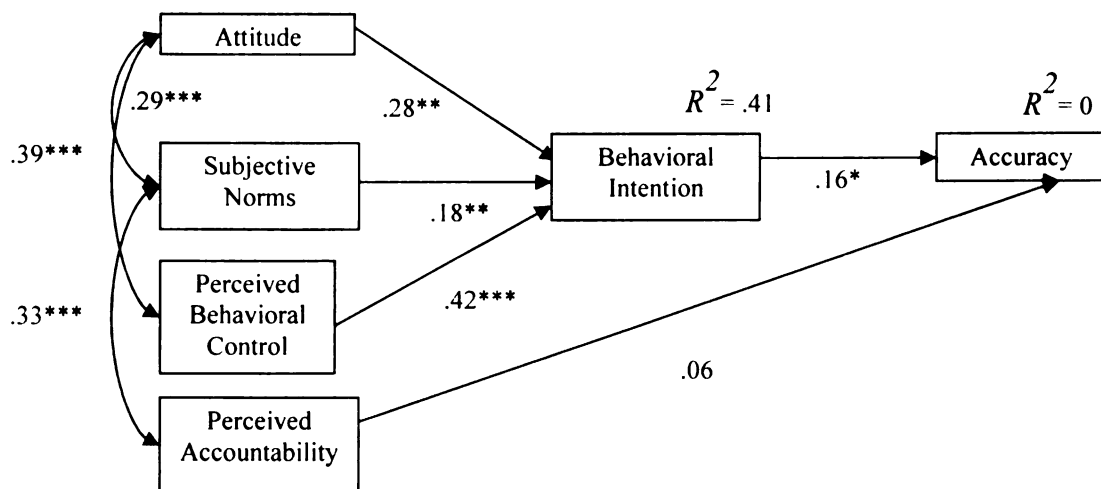 Attitude
.29***
.28**
R² = .41
R² = 0
.39***
Subjective
Norms
Behavioral
Intention
Accuracy
.16*
.18**
Perceived
Behavioral
Control
.33***
.42***
.06
Perceived
Accountability